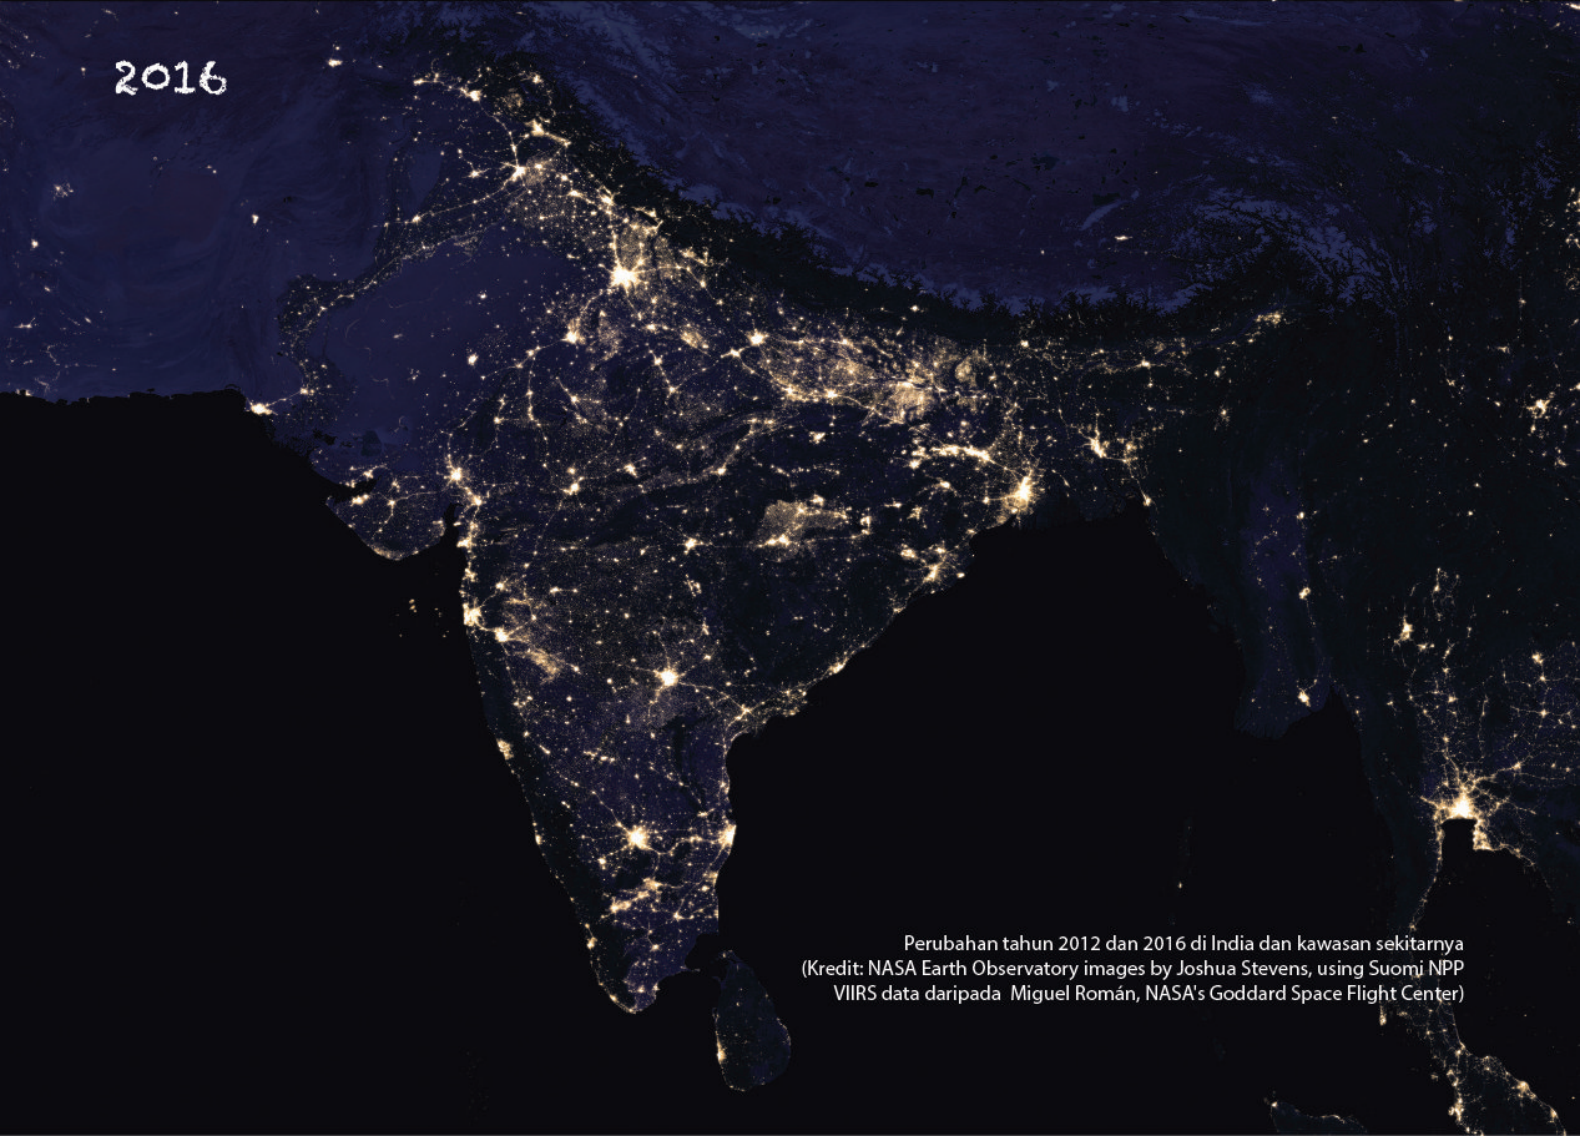 2016
Perubahan tahun 2012 dan 2016 di India dan kawasan sekitarnya
(Kredit: NASA Earth Observatory images by Joshua Stevens, using Suomi NPP
VIIRS data daripada  Miguel Román, NASA's Goddard Space Flight Center)